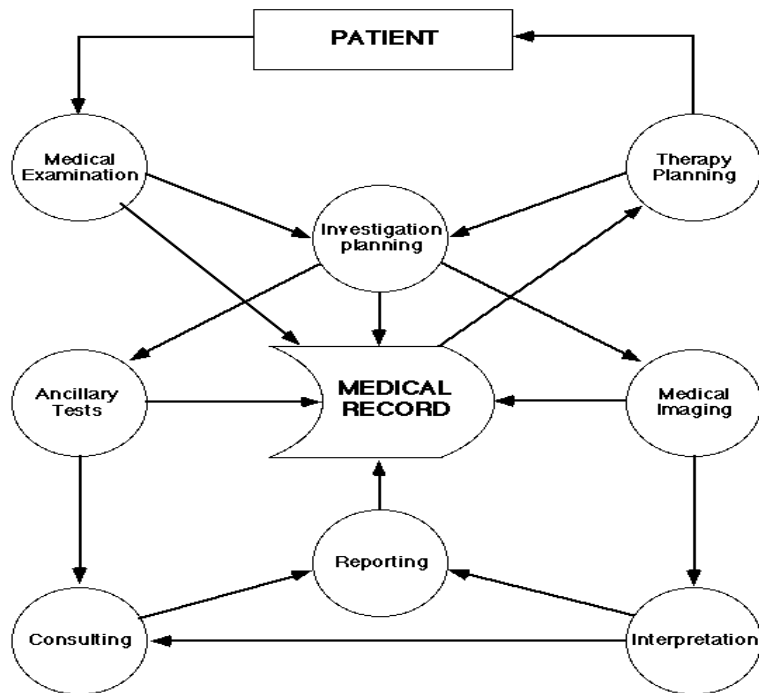 PATIENT
Medical
Examination
Therapy
Planning
Investigation
planning
Ancillary
Tests
MEDICAL
RECORD
Medical
Imaging
Reporting
Consulting
Interpretation